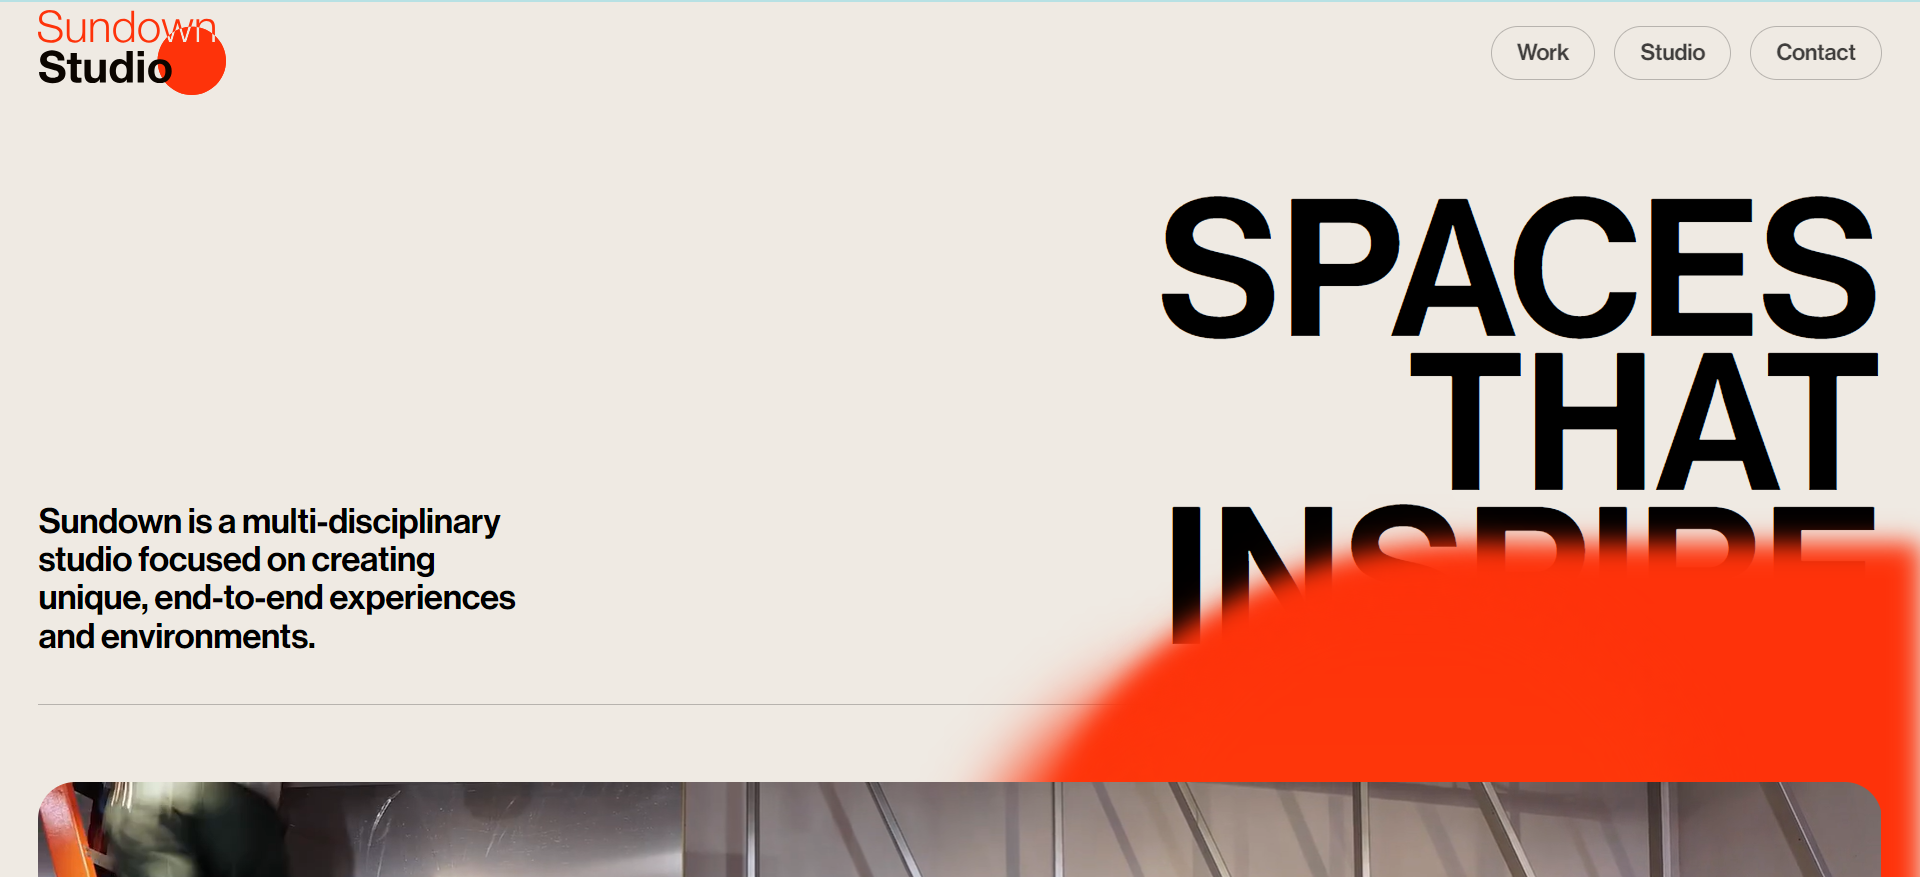 Sundown
Studio
Work
Studio
Contact
SPACES
THAT
INSPIRE
Sundown is a multi-disciplinary
studio focused on creating
unique, end-to-end experiences
and environments.